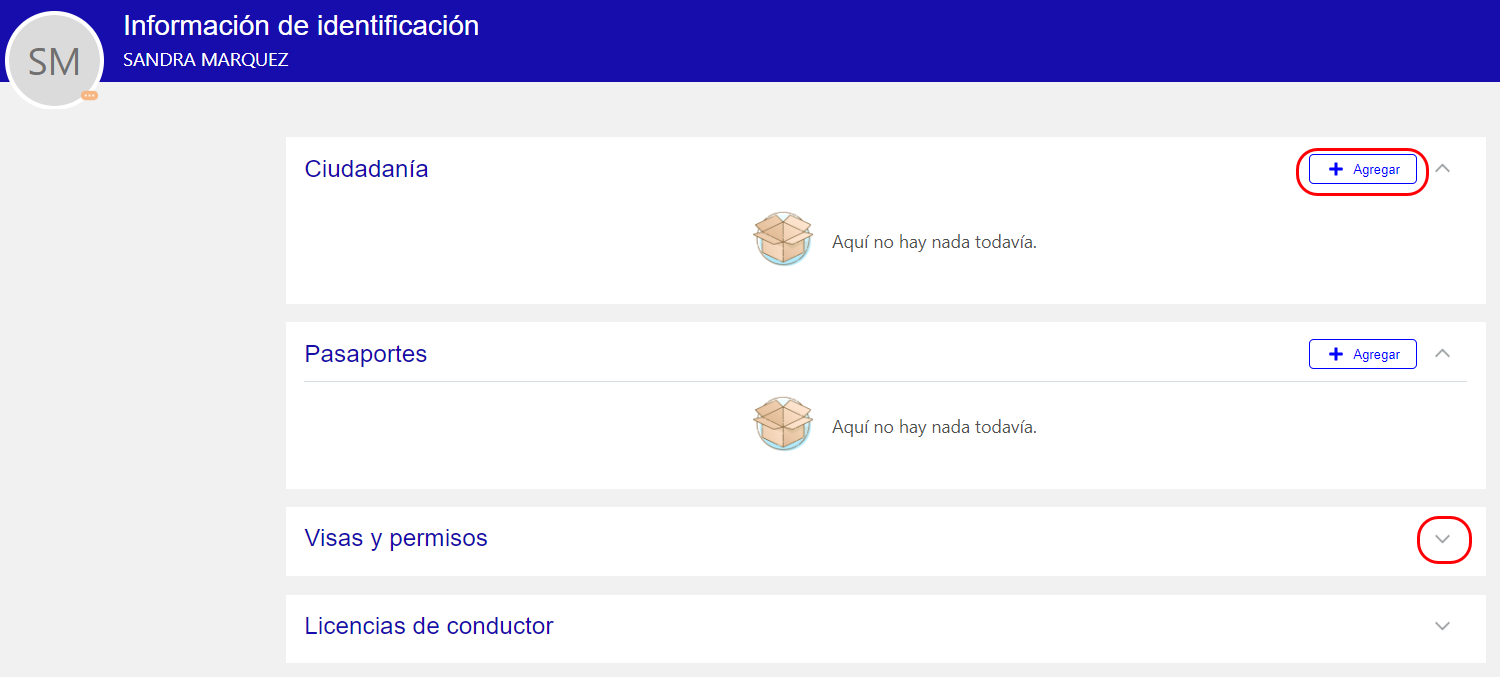 Información de identificación
SM
SANDRA MARQUEZ
Ciudadanía
Agregar
Aquí no hay nada todavía.
Pasaportes
Agregar
Aquí no hay nada todavía.
Visas y permisos
Licencias de conductor